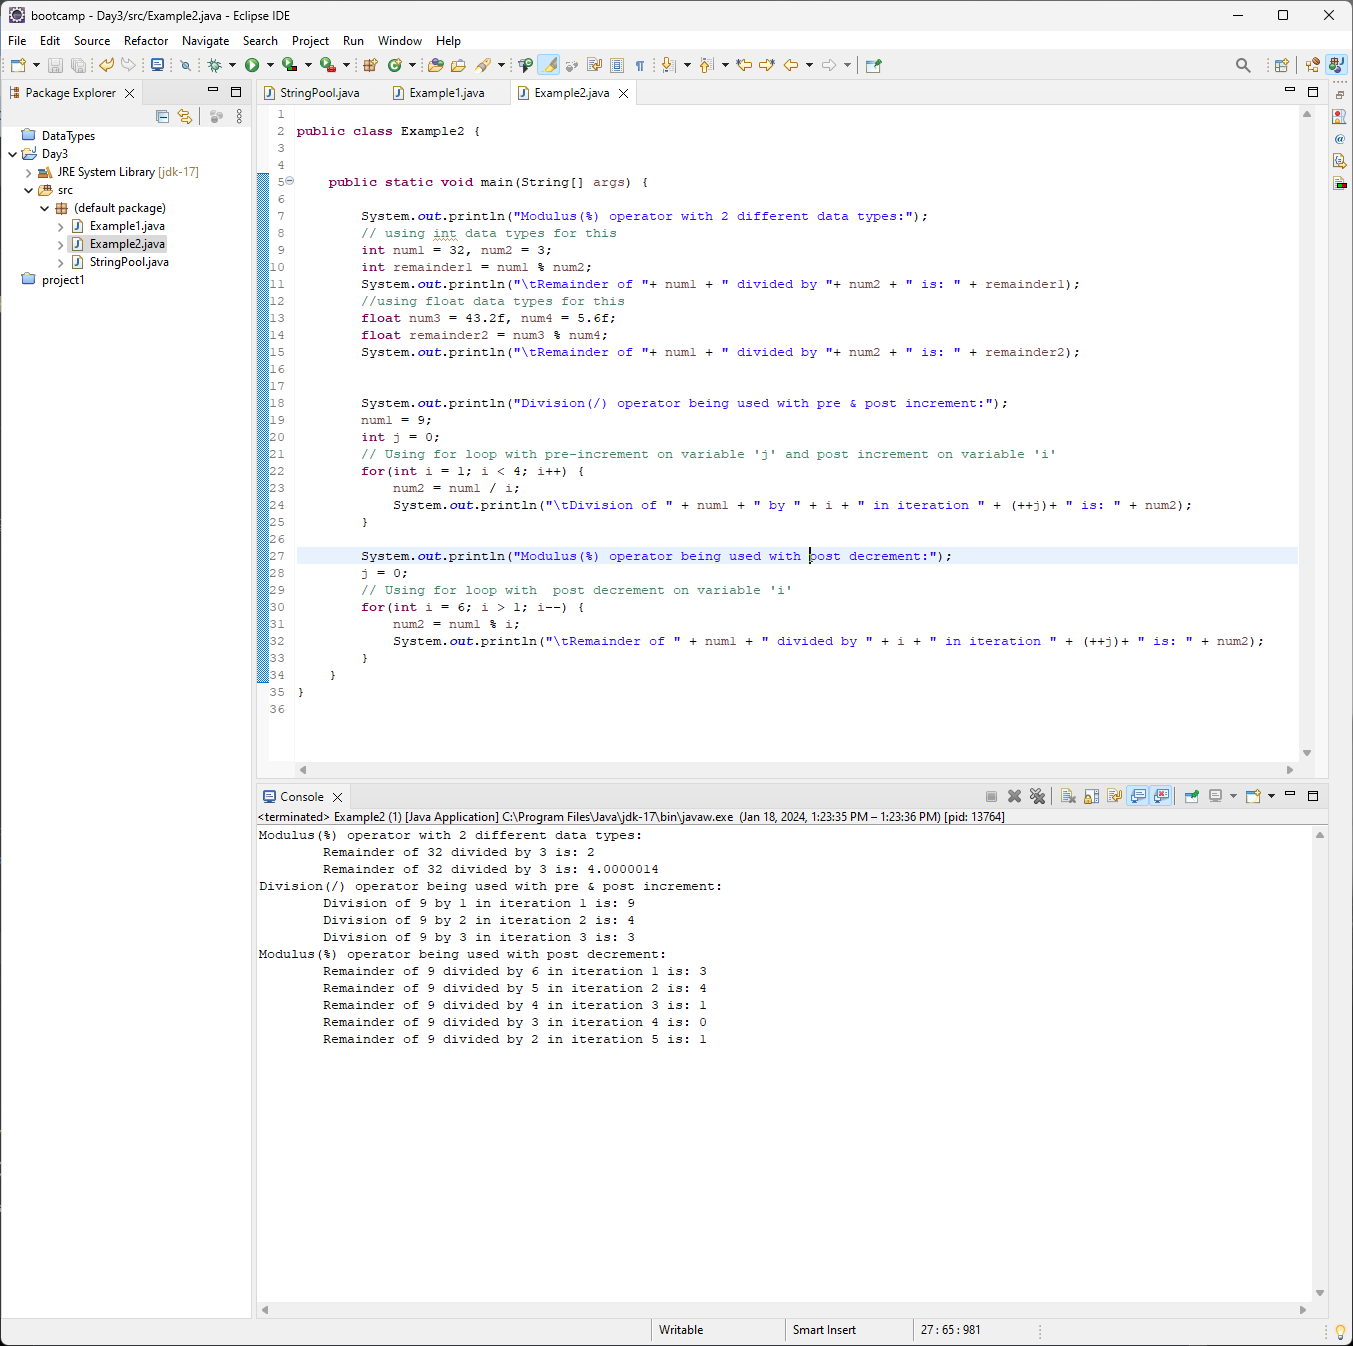 bootcamp - Day3/src/Example2.java - Eclipse IDE
File Edit Source Refactor Navigate Search Project Run Window Help
Package Explorer
DataTypes
Day3
JRE System Library [jdk-17]
src
(default package)
Example1.java
Example2.java
StringPool.java
project1
StringPool.java Example1.java Example2.java
1
2 public class Example2 {
3
4
5     public static void main(String[] args) {
6
7         System.out.println("Modulus(%) operator with 2 different data types:");
8         // using int data types for this
9         int num1 = 32, num2 = 3;
10         int remainder1 = num1 % num2;
11         System.out.println("\tRemainder of "+ num1 + " divided by "+ num2 + " is: " + remainder1);
12         //using float data types for this
13         float num3 = 43.2f, num4 = 5.6f;
14         float remainder2 = num3 % num4;
15         System.out.println("\tRemainder of "+ num1 + " divided by "+ num2 + " is: " + remainder2);
16
17
18         System.out.println("Division(/) operator being used with pre & post increment:");
19         num1 = 9;
20         int j = 0;
21         // Using for loop with pre-increment on variable 'j' and post increment on variable 'i'
22         for(int i = 1; i < 4; i++) {
23             num2 = num1 / i;
24             System.out.println("\tDivision of " + num1 + " by " + i + " in iteration " + (++j)+ " is: " + num2);
25         }
26
27         System.out.println("Modulus(%) operator being used with post decrement:");
28         j = 0;
29         // Using for loop with  post decrement on variable 'i'
30         for(int i = 6; i > 1; i--) {
31             num2 = num1 % i;
32             System.out.println("\tRemainder of " + num1 + " divided by " + i + " in iteration " + (++j)+ " is: " + num2);
33         }
34     }
35 }
36
Console
<terminated> Example2 (1) [Java Application] C:\Program Files\Java\jdk-17\bin\javaw.exe (Jan 18, 2024, 1:23:35 PM – 1:23:36 PM) [pid: 13764]
Modulus(%) operator with 2 different data types:
        Remainder of 32 divided by 3 is: 2
        Remainder of 32 divided by 3 is: 4.0000014
Division(/) operator being used with pre & post increment:
        Division of 9 by 1 in iteration 1 is: 9
        Division of 9 by 2 in iteration 2 is: 4
        Division of 9 by 3 in iteration 3 is: 3
Modulus(%) operator being used with post decrement:
        Remainder of 9 divided by 6 in iteration 1 is: 3
        Remainder of 9 divided by 5 in iteration 2 is: 4
        Remainder of 9 divided by 4 in iteration 3 is: 1
        Remainder of 9 divided by 3 in iteration 4 is: 0
        Remainder of 9 divided by 2 in iteration 5 is: 1
Writable Smart Insert 27 : 65 : 981